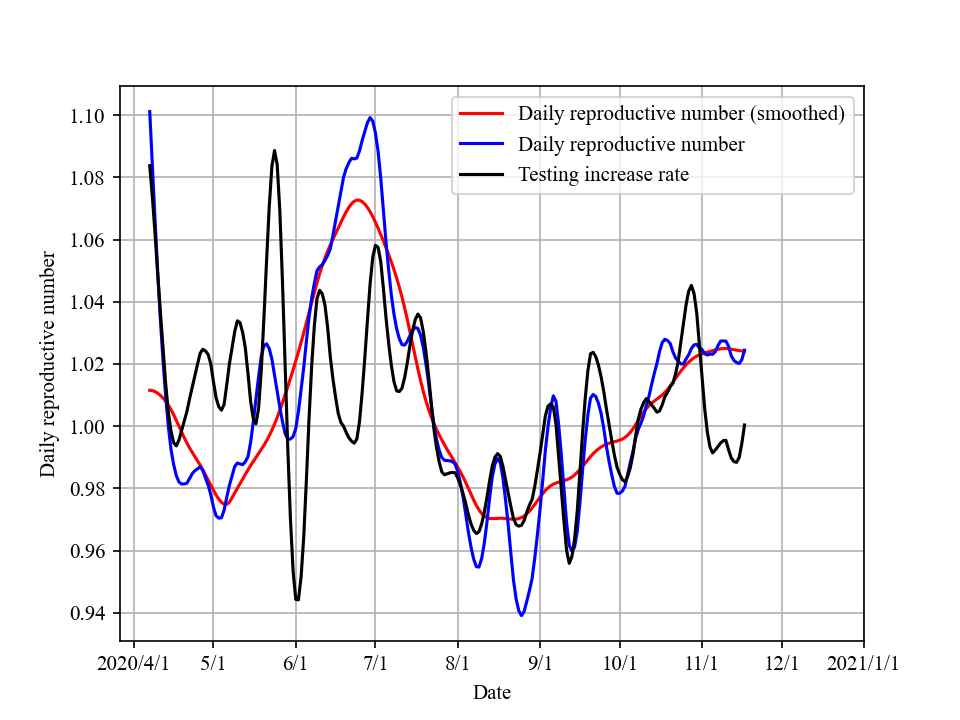 Daily reproductive number (smoothed)
Daily reproductive number
Testing increase rate
Daily reproductive number
1.10
1.08
1.06
1.04
1.02
1.00
0.98
0.96
0.94
2020/4/1 5/1 6/1 7/1 8/1 9/1 10/1 11/1 12/1 2021/1/1
Date